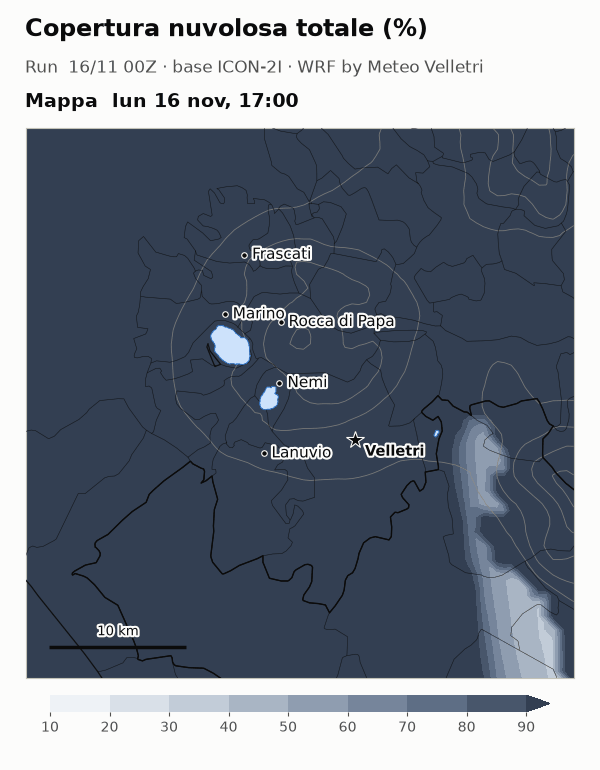 Copertura nuvolosa totale (%)
Run  16/11 00Z · base ICON-2I · WRF by Meteo Velletri
Mappa  lun 16 nov, 17:00
Frascati
Marino
Rocca di Papa
Nemi
Velletri
Lanuvio
10 km
10 20 30 40 50 60 70 80 90